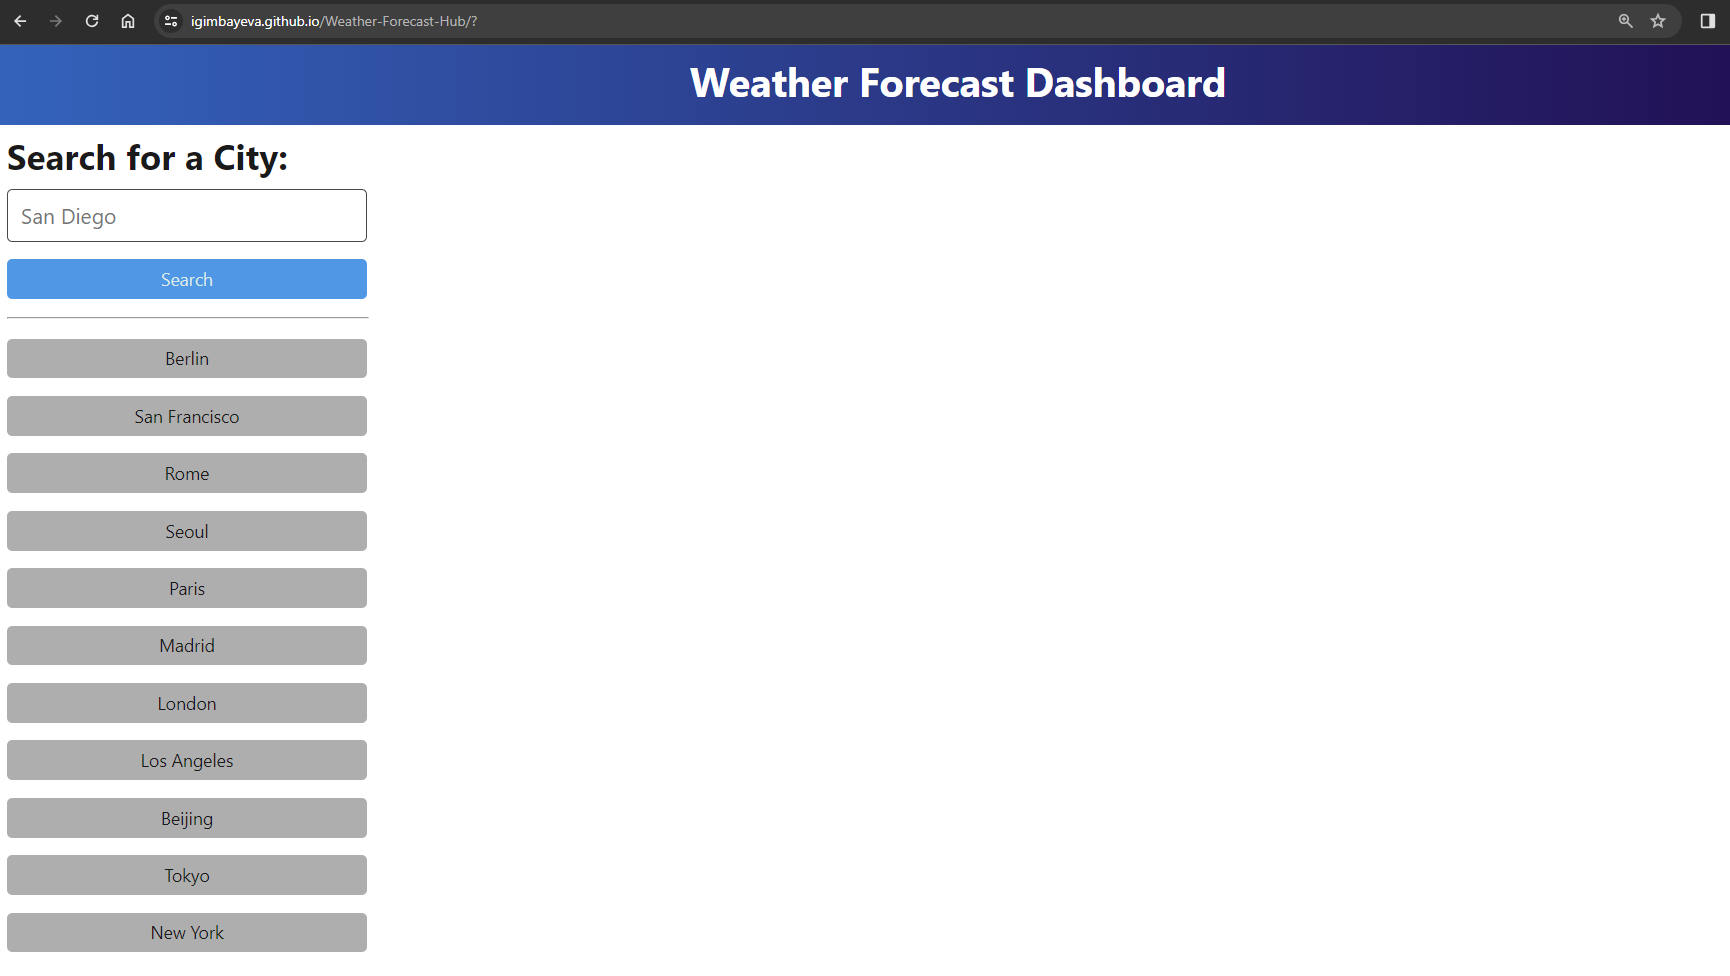 igimbayeva.github.io/Weather-Forecast-Hub/?
Weather Forecast Dashboard
Search for a City:
San Diego
Search
Berlin
San Francisco
Rome
Seoul
Paris
Madrid
London
Los Angeles
Beijing
Tokyo
New York